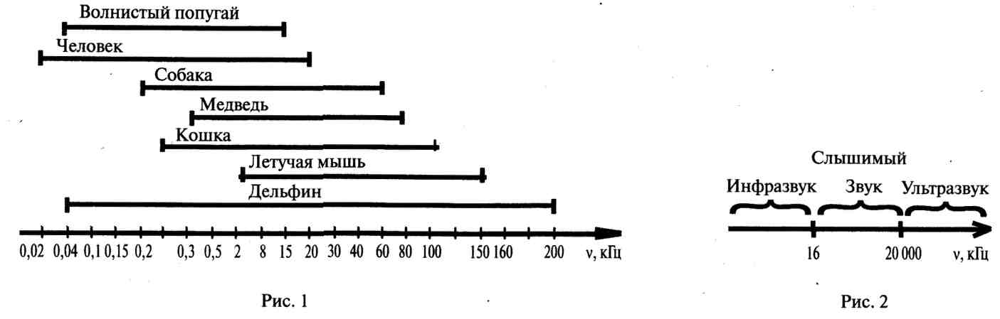 Волнистый попугай
Человек
Собака
Медведь
Кошка
Летучая мышь
Дельфин
0,02 0,04 0,1 0,15 0,2 0,3 0,5 2 8 15 20 30 40 60 80 100 150 160 200 ν, кГц
Рис. 1
Слышимый
Инфразвук Звук Ультразвук
16 20 000 ν, кГц
Рис. 2